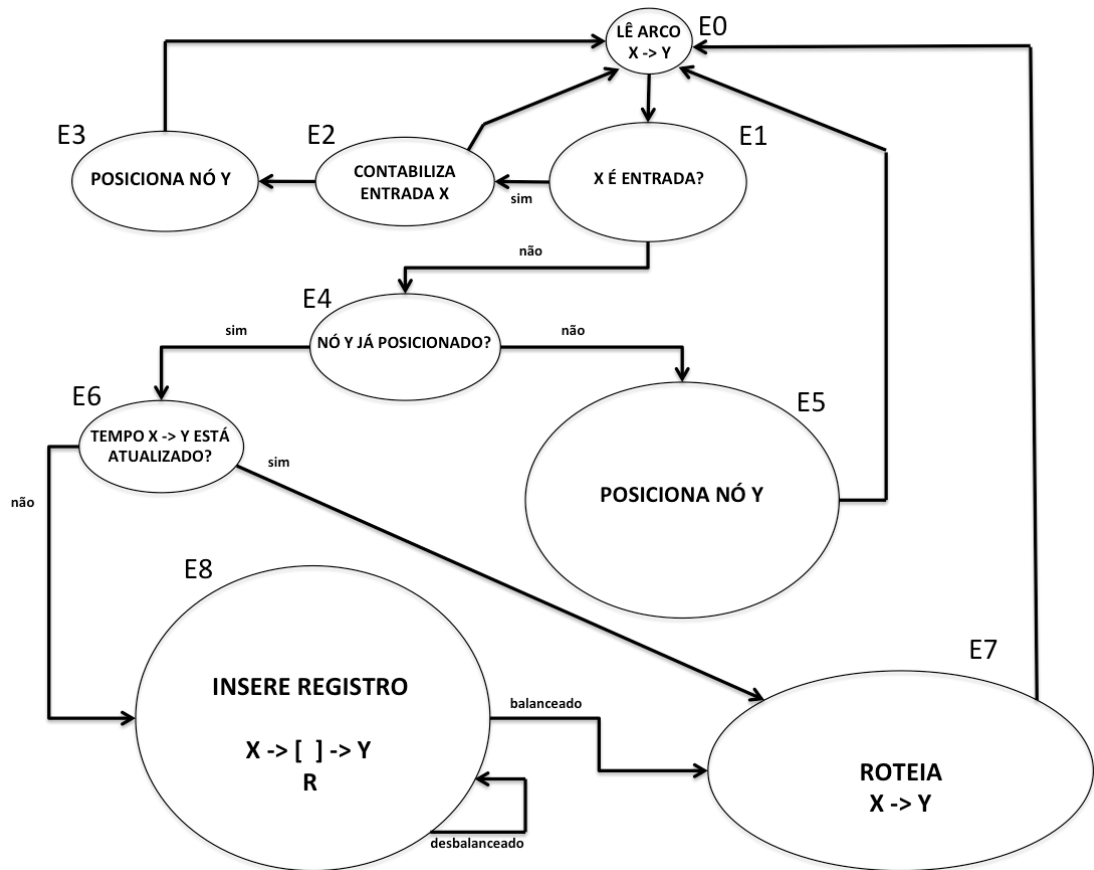 LÊ ARCO
X -> Y
E0
E3
POSICIONA NÓ Y
E2
CONTABILIZA
ENTRADA X
sim
E1
X É ENTRADA?
não
E4
NÓ Y JÁ POSICIONADO?
sim
não
E6
TEMPO X -> Y ESTÁ
ATUALIZADO?
sim
não
E5
POSICIONA NÓ Y
E8
INSERE REGISTRO
X -> [ ] -> Y
R
balanceado
desbalanceado
E7
ROTEIA
X -> Y